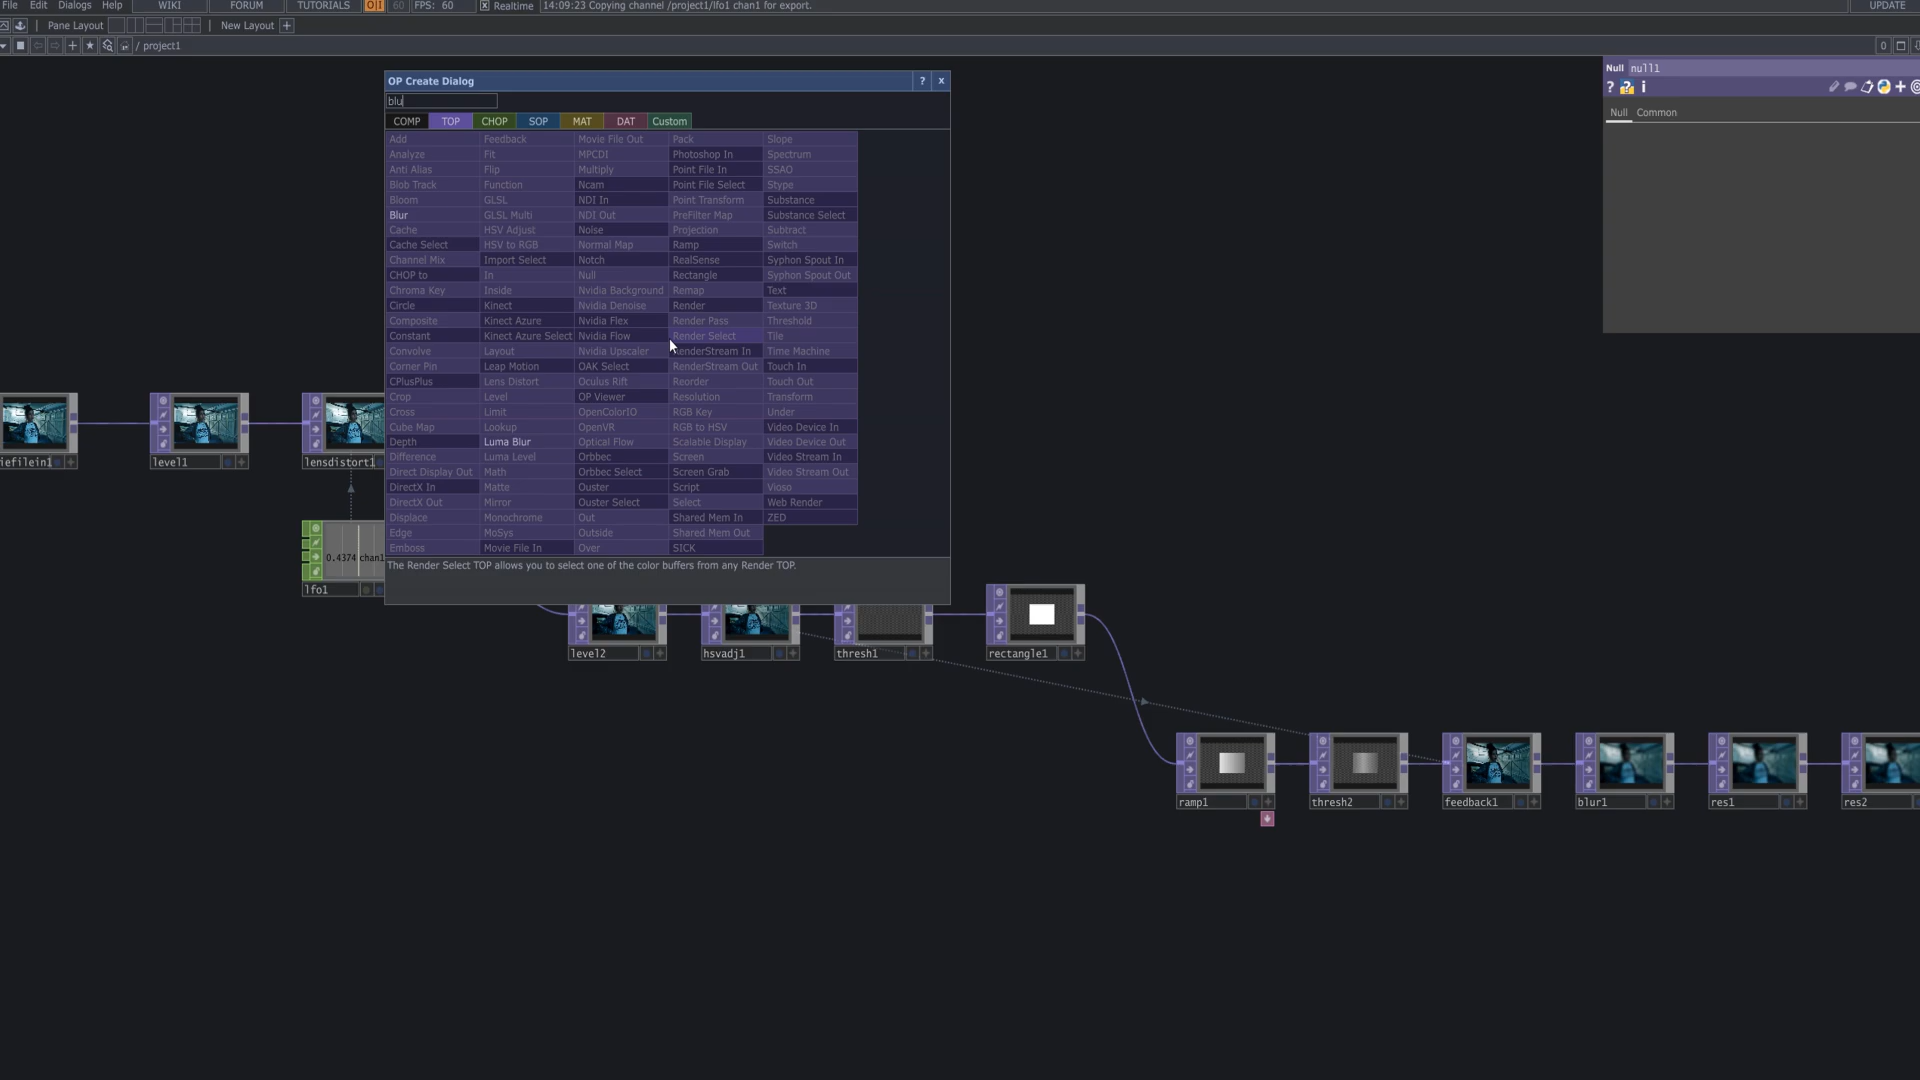 File Edit Dialogs Help WIKI FORUM TUTORIALS O|I 60 FPS: 60 Realtime 14:09:23 Copying channel /project1/lfo1 chan1 for export. UPDATE
Pane Layout New Layout +
/ project1 0
OP Create Dialog ? x
blu
COMP TOP CHOP SOP MAT DAT Custom
Add Feedback Movie File Out Pack Slope
Analyze Fit MPCDI Photoshop In Spectrum
Anti Alias Flip Multiply Point File In SSAO
Blob Track Function Ncam Point File Select Stype
Bloom GLSL NDI In Point Transform Substance
Blur GLSL Multi NDI Out PreFilter Map Substance Select
Cache HSV Adjust Noise Projection Subtract
Cache Select HSV to RGB Normal Map Ramp Switch
Channel Mix Import Select Notch RealSense Syphon Spout In
CHOP to In Null Rectangle Syphon Spout Out
Chroma Key Inside Nvidia Background Remap Text
Circle Kinect Nvidia Denoise Render Texture 3D
Composite Kinect Azure Nvidia Flex Render Pass Threshold
Constant Kinect Azure Select Nvidia Flow Render Select Tile
Convolve Layout Nvidia Upscaler RenderStream In Time Machine
Corner Pin Leap Motion OAK Select RenderStream Out Touch In
CPlusPlus Lens Distort Oculus Rift Reorder Touch Out
Crop Level OP Viewer Resolution Transform
Cross Limit OpenColorIO RGB Key Under
Cube Map Lookup OpenVR RGB to HSV Video Device In
Depth Luma Blur Optical Flow Scalable Display Video Device Out
Difference Luma Level Orbbec Screen Video Stream In
Direct Display Out Math Orbbec Select Screen Grab Video Stream Out
DirectX In Matte Ouster Script Vioso
DirectX Out Mirror Ouster Select Select Web Render
Displace Monochrome Out Shared Mem In ZED
Edge MoSys Outside Shared Mem Out
Emboss Movie File In Over SICK
The Render Select TOP allows you to select one of the color buffers from any Render TOP.
Null null1
? ? i
Null Common
iefilein1 level1 lensdistort1
0.4374 chan1
lfo1
level2 hsvadj1 thresh1 rectangle1
ramp1 thresh2 feedback1 blur1 res1 res2